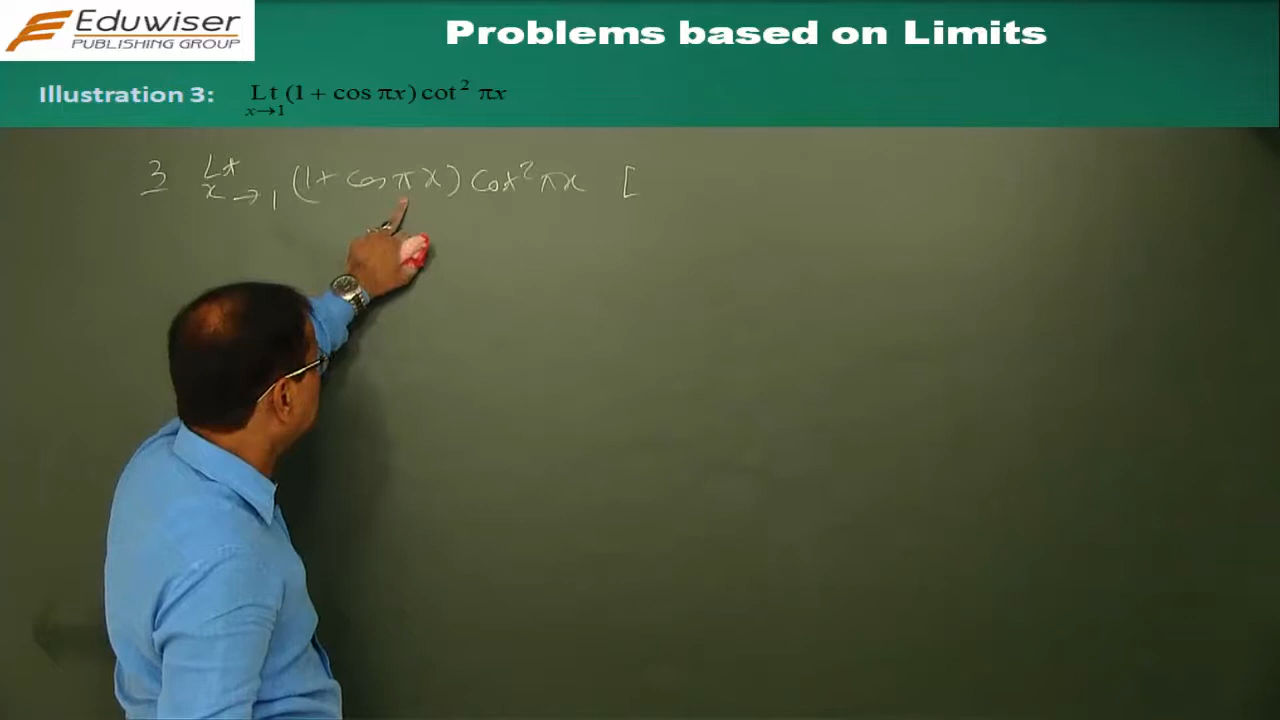 Eduwiser
PUBLISHING GROUP
Problems based on Limits
Illustration 3: Lt (1 + cos πx) cot² πx
x→1
3 Lt (1+ cos πx) cot² πx [
x→1